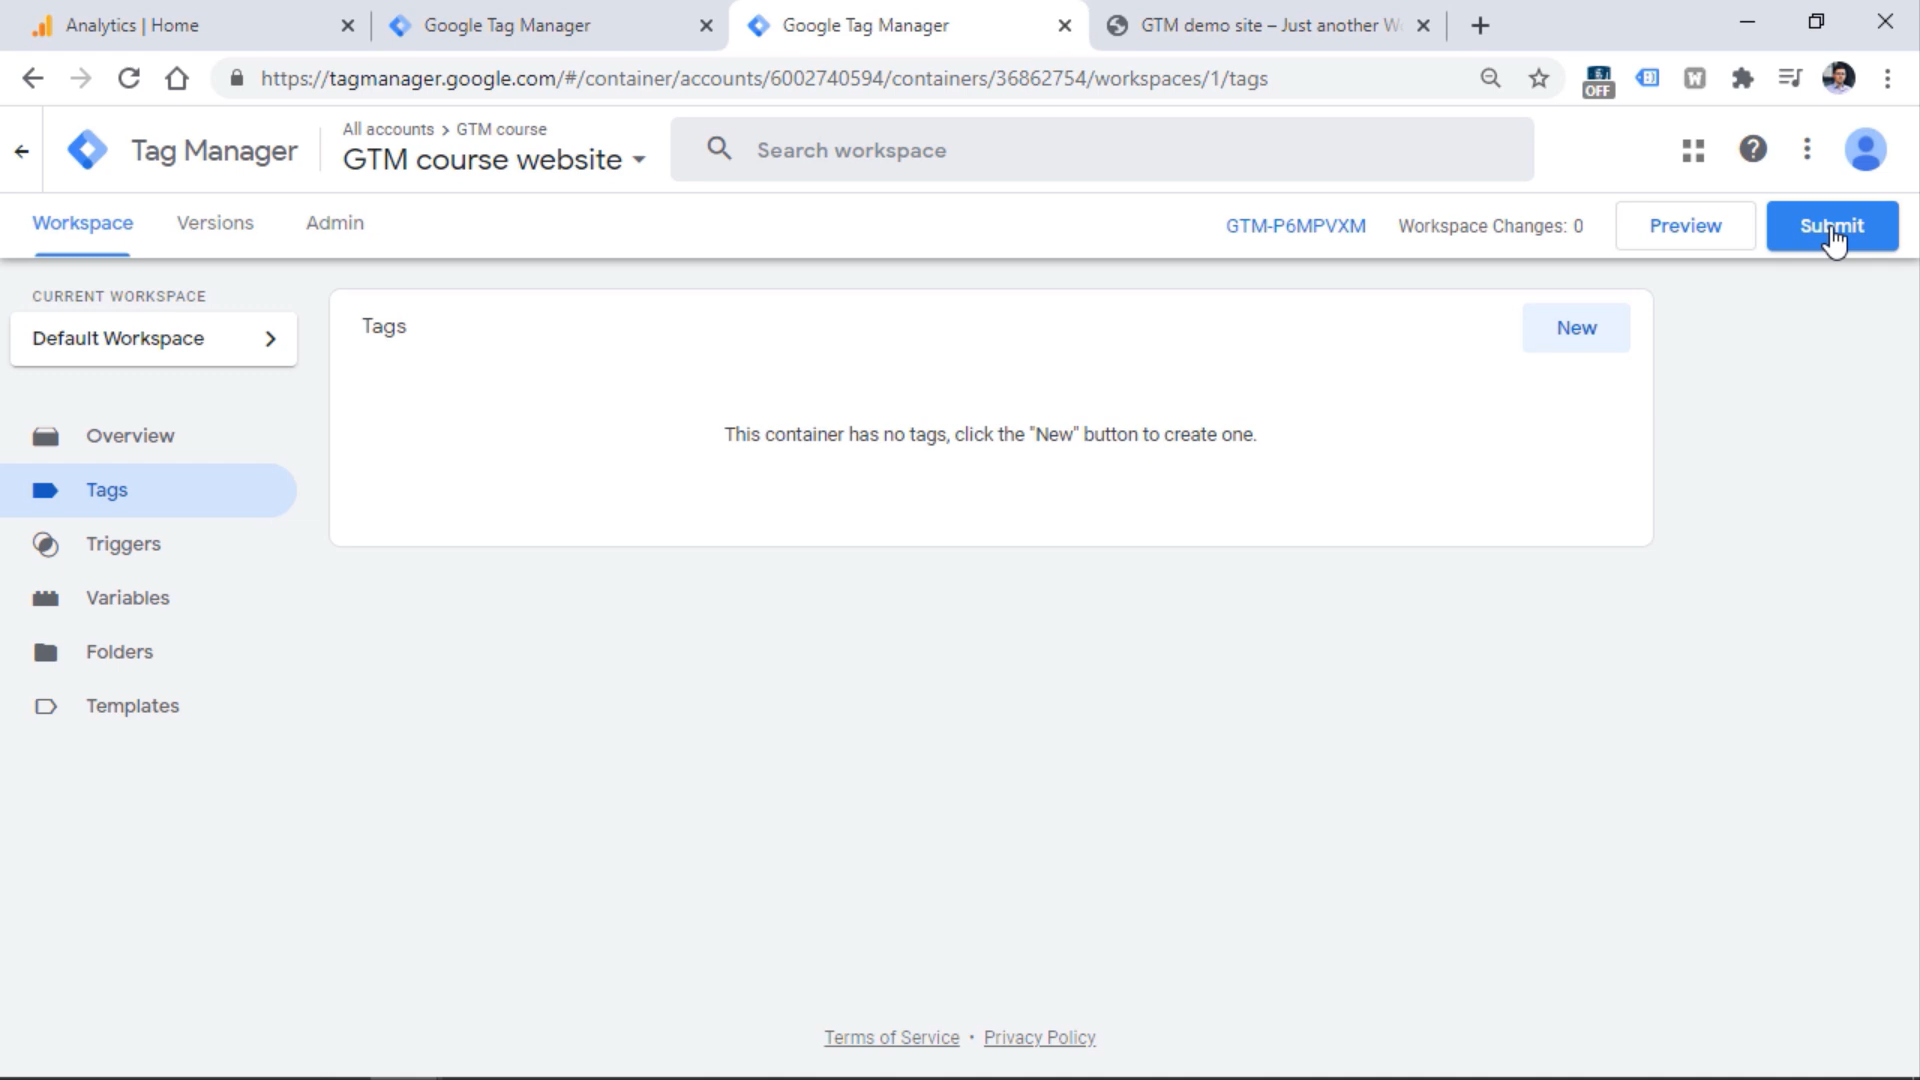 Analytics | Home
Google Tag Manager
Google Tag Manager
GTM demo site – Just another W
https://tagmanager.google.com/#/container/accounts/6002740594/containers/36862754/workspaces/1/tags
OFF
W
Tag Manager
All accounts > GTM course
GTM course website
Search workspace
Workspace
Versions
Admin
GTM-P6MPVXM
Workspace Changes: 0
Preview
Submit
CURRENT WORKSPACE
Default Workspace
Overview
Tags
Triggers
Variables
Folders
Templates
Tags
New
This container has no tags, click the "New" button to create one.
Terms of Service • Privacy Policy